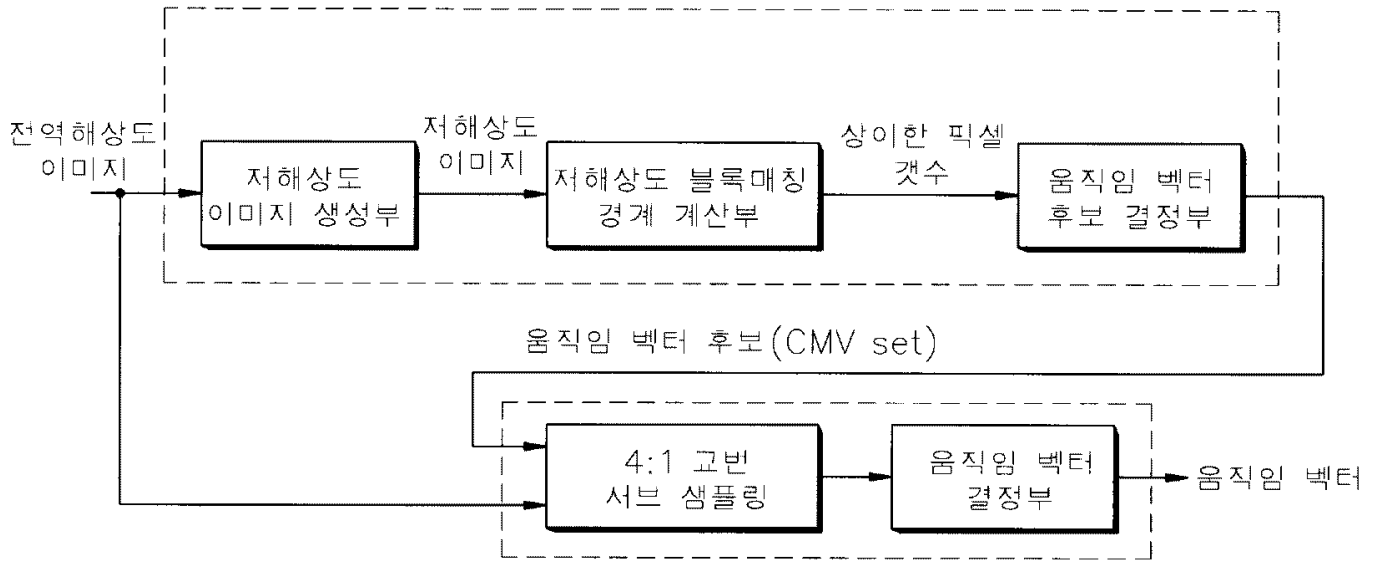 전역해상도
이미지
저해상도
이미지 생성부
저해상도
이미지
저해상도 블록매칭
경계 계산부
상이한 픽셀
갯수
움직임 벡터
후보 결정부
움직임 벡터 후보(CMV set)
4:1 교번
서브 샘플링
움직임 벡터
결정부
움직임 벡터